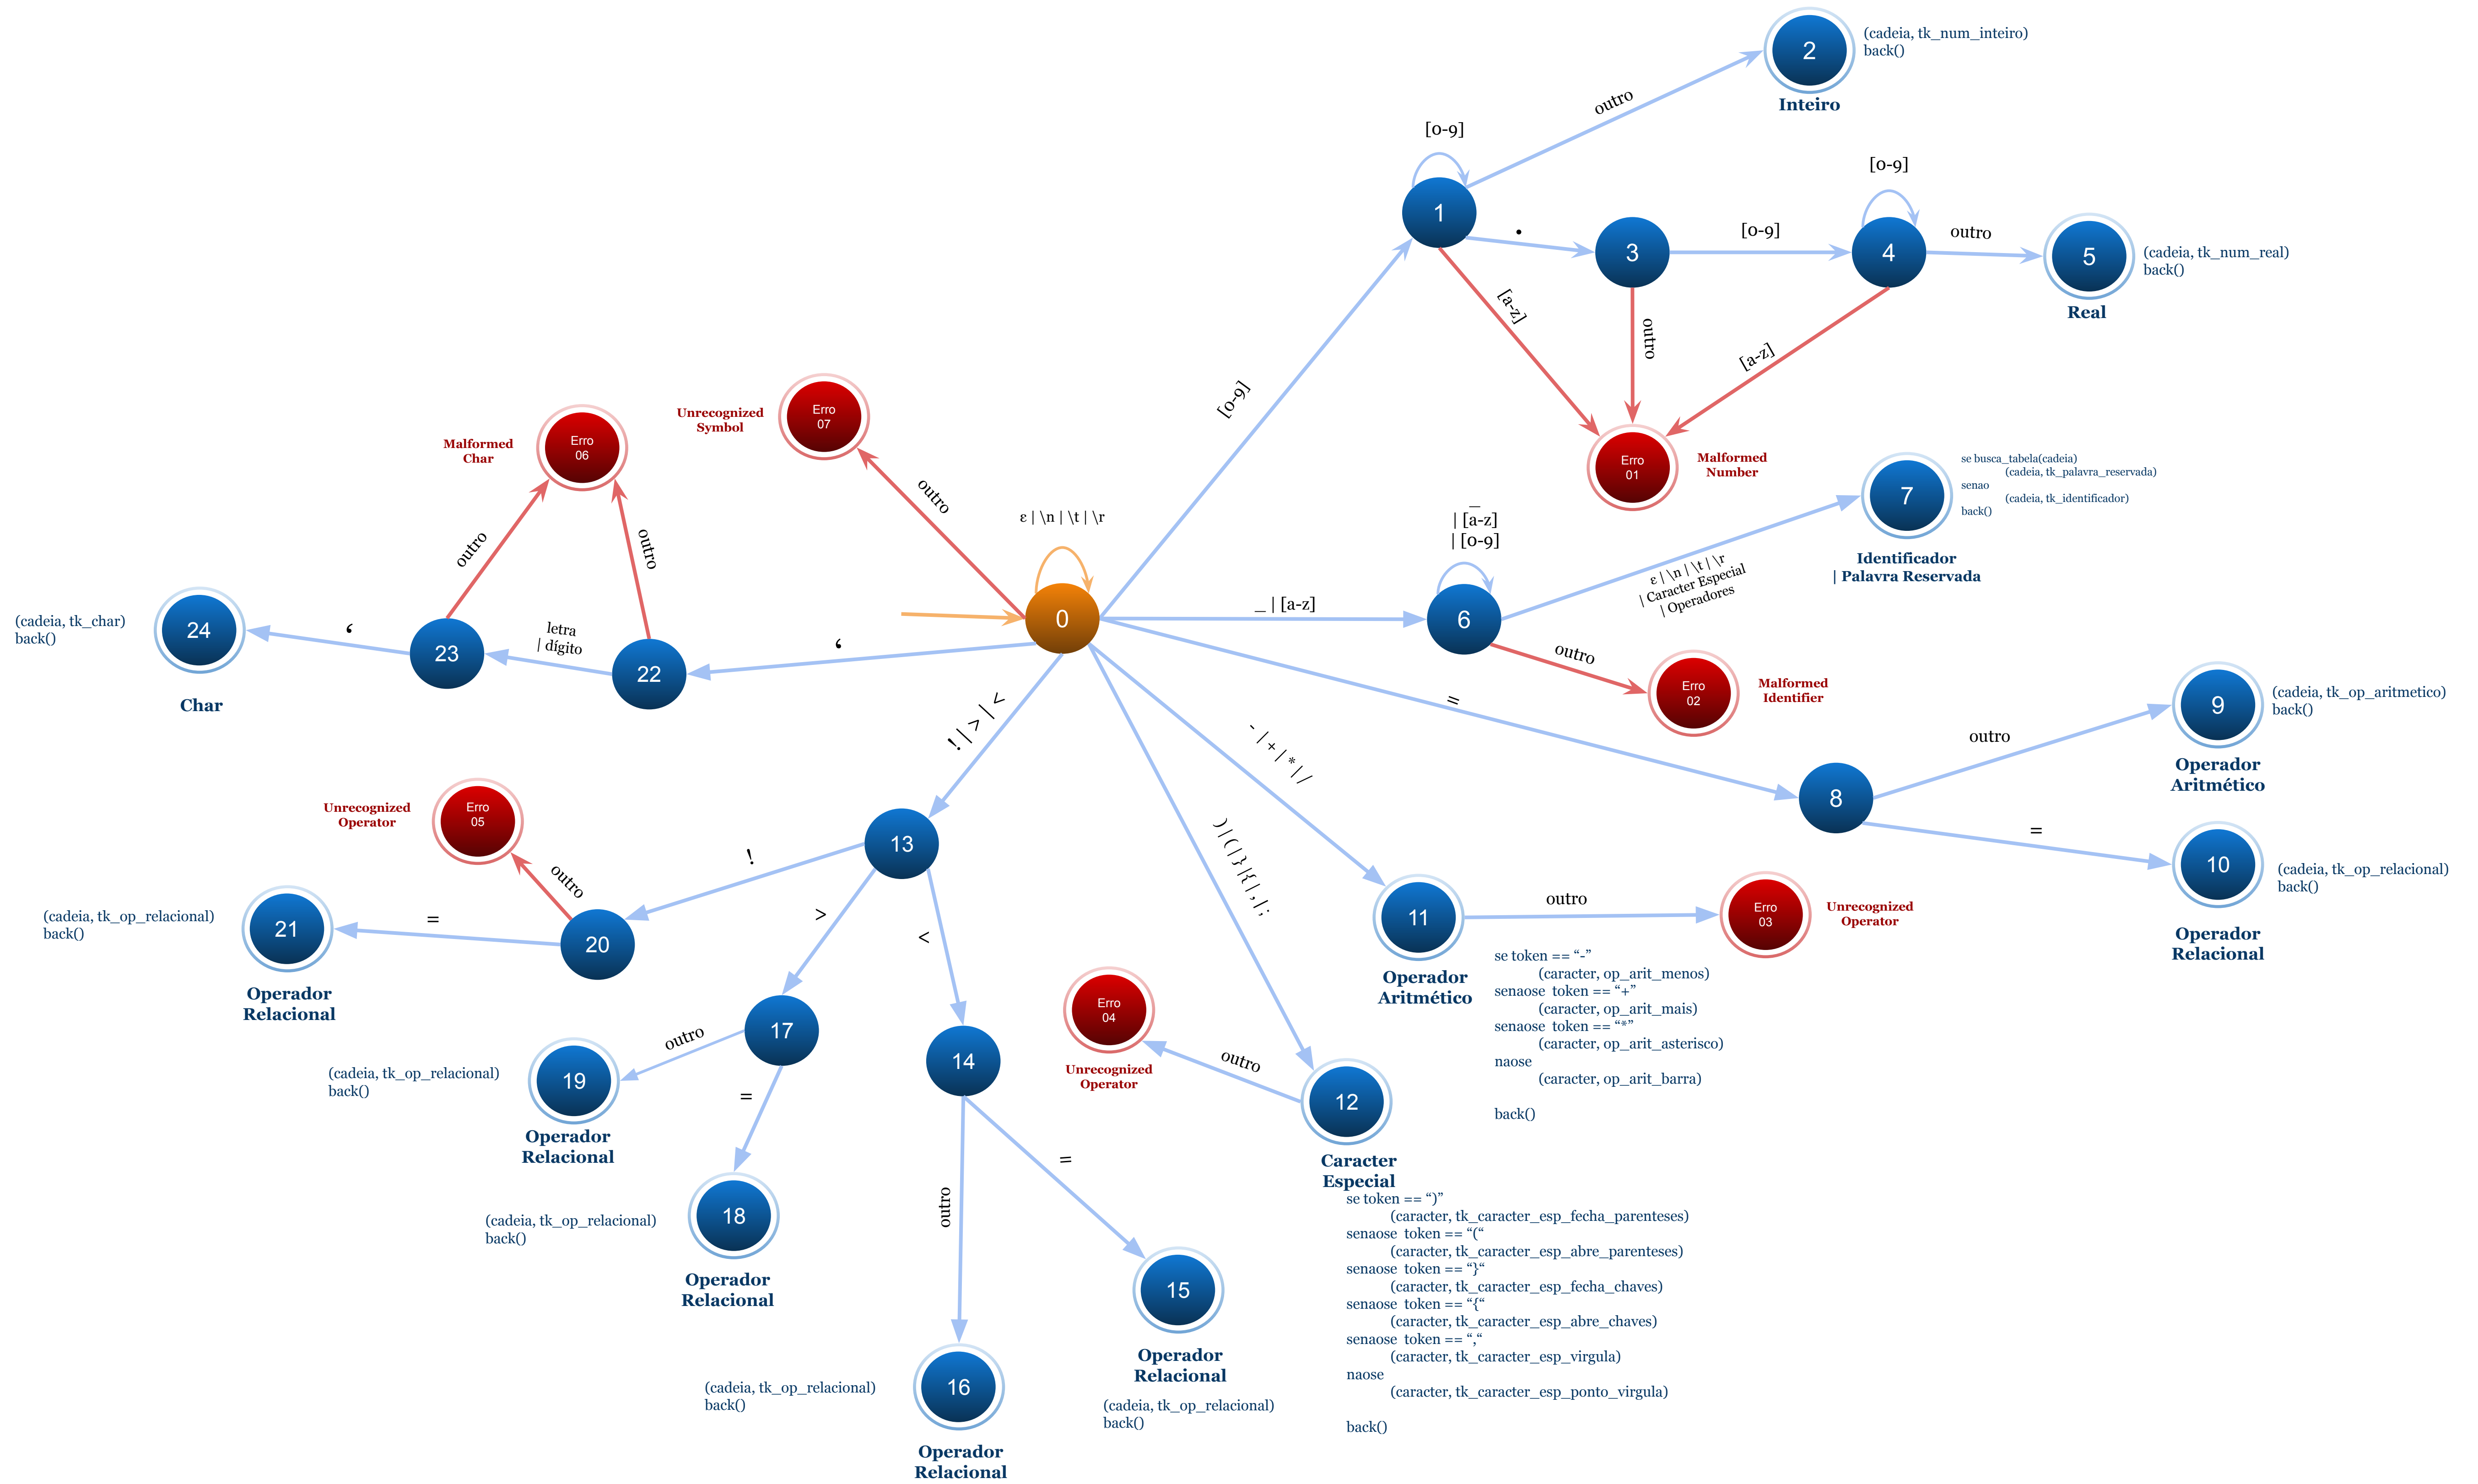 2
(cadeia, tk_num_inteiro)
back()
Inteiro
outro
[0-9]
1
[0-9]
.
3
[0-9]
4
outro
5
(cadeia, tk_num_real)
back()
Real
[a-z]
outro
[a-z]
[0-9]
Erro
01
Malformed
Number
Erro
07
Unrecognized
Symbol
outro
Erro
06
Malformed
Char
outro
outro
ε | \n | \t | \r
0
_ | [a-z]
_
| [a-z]
| [0-9]
6
ε | \n | \t | \r
| Caracter Especial
| Operadores
7
se busca_tabela(cadeia)
(cadeia, tk_palavra_reservada)
senao
(cadeia, tk_identificador)
back()
Identificador
| Palavra Reservada
outro
Erro
02
Malformed
Identifier
(cadeia, tk_char)
back()
24
Char
‘
23
letra
| dígito
22
‘
=
8
outro
9
(cadeia, tk_op_aritmetico)
back()
Operador
Aritmético
=
10
(cadeia, tk_op_relacional)
back()
Operador
Relacional
! | > | <
13
!
>
<
Erro
05
Unrecognized
Operator
outro
20
=
21
(cadeia, tk_op_relacional)
back()
Operador
Relacional
17
outro
19
(cadeia, tk_op_relacional)
back()
Operador
Relacional
=
18
(cadeia, tk_op_relacional)
back()
Operador
Relacional
14
outro
16
(cadeia, tk_op_relacional)
back()
Operador
Relacional
=
15
Operador
Relacional
(cadeia, tk_op_relacional)
back()
- | + | * | /
11
Operador
Aritmético
outro
Erro
03
Unrecognized
Operator
se token == “-”
(caracter, op_arit_menos)
senaose token == “+”
(caracter, op_arit_mais)
senaose token == “*”
(caracter, op_arit_asterisco)
naose
(caracter, op_arit_barra)
back()
) | ( | } | { | , | ;
12
outro
Erro
04
Unrecognized
Operator
Caracter
Especial
se token == “)”
(caracter, tk_caracter_esp_fecha_parenteses)
senaose token == “(“
(caracter, tk_caracter_esp_abre_parenteses)
senaose token == “}“
(caracter, tk_caracter_esp_fecha_chaves)
senaose token == “{“
(caracter, tk_caracter_esp_abre_chaves)
senaose token == “,“
(caracter, tk_caracter_esp_virgula)
naose
(caracter, tk_caracter_esp_ponto_virgula)
back()